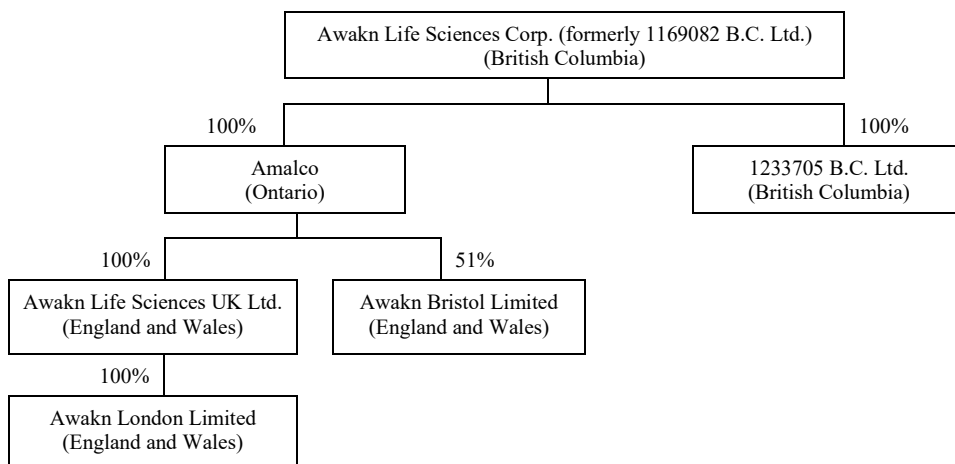 Awakn Life Sciences Corp. (formerly 1169082 B.C. Ltd.)
(British Columbia)
100%
100%
Amalco
(Ontario)
1233705 B.C. Ltd.
(British Columbia)
100%
51%
Awakn Life Sciences UK Ltd.
(England and Wales)
Awakn Bristol Limited
(England and Wales)
100%
Awakn London Limited
(England and Wales)